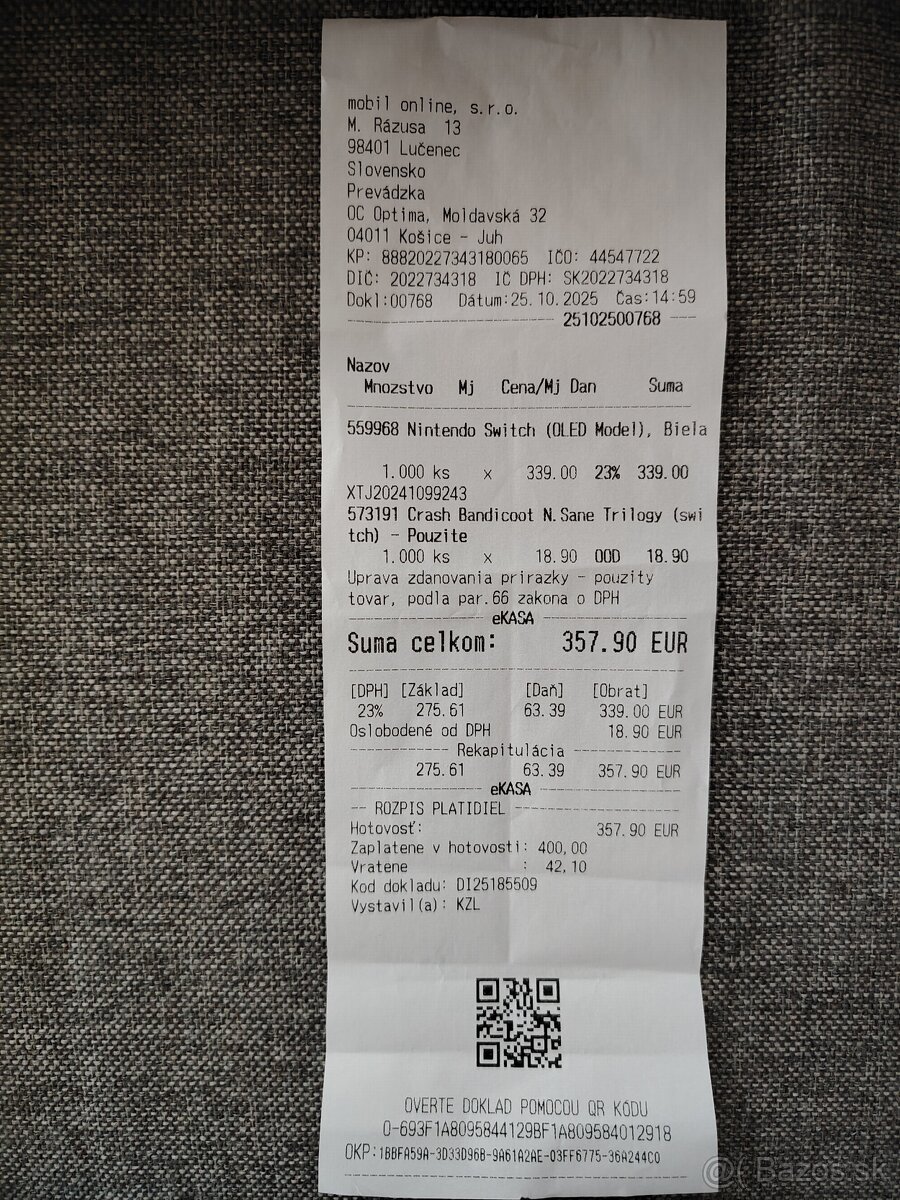 mobil online, s.r.o.
M. Rázusa 13
98401 Lučenec
Slovensko
Prevádzka
OC Optima, Moldavská 32
04011 Košice - Juh
KP: 88820227343180065 IČO: 44547722
DIČ: 2022734318 IČ DPH: SK2022734318
Dokl:00768 Dátum:25.10.2025 Čas:14:59
25102500768
Nazov
Mnozstvo Mj Cena/Mj Dan Suma
559968 Nintendo Switch (OLED Model), Biela
1.000 ks x 339.00 23% 339.00
XTJ20241099243
573191 Crash Bandicoot N.Sane Trilogy (swi
tch) - Pouzite
1.000 ks x 18.90 OOD 18.90
Uprava zdanovania prirazky - pouzity
tovar, podla par.66 zakona o DPH
eKASA
Suma celkom: 357.90 EUR
[DPH] [Základ] [Daň] [Obrat]
23% 275.61 63.39 339.00 EUR
Oslobodené od DPH 18.90 EUR
Rekapitulácia
275.61 63.39 357.90 EUR
eKASA
-- ROZPIS PLATIDIEL
Hotovosť: 357.90 EUR
Zaplatene v hotovosti: 400,00
Vratene : 42,10
Kod dokladu: DI25185509
Vystavil(a): KZL
OVERTE DOKLAD POMOCOU QR KÓDU
O-693F1A8095844129BF1A809584012918
OKP:1BBFA59A-3D33D96B-9A61A2AE-03FF6775-36A244C0
Bazos.sk